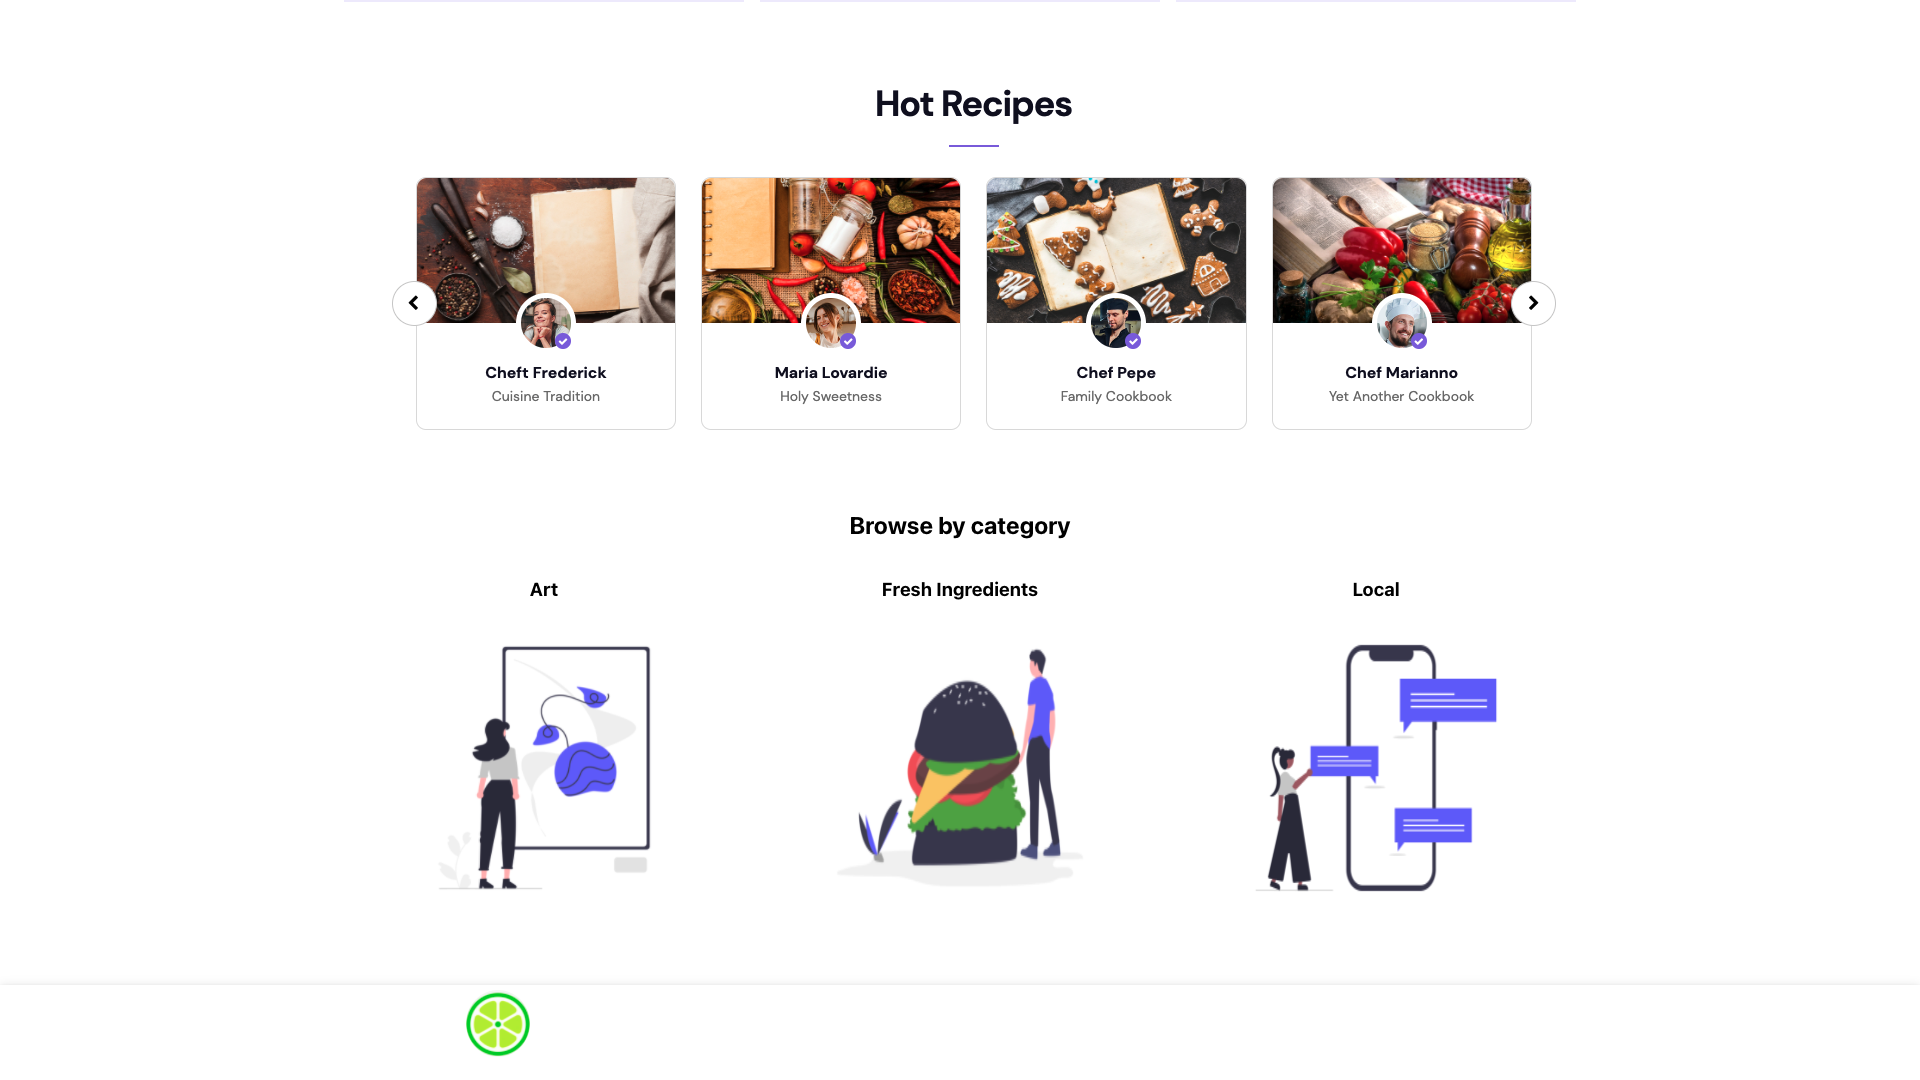 Hot Recipes
Cheft Frederick
Cuisine Tradition
Maria Lovardie
Holy Sweetness
Chef Pepe
Family Cookbook
Chef Marianno
Yet Another Cookbook
Browse by category
Art
Fresh Ingredients
Local